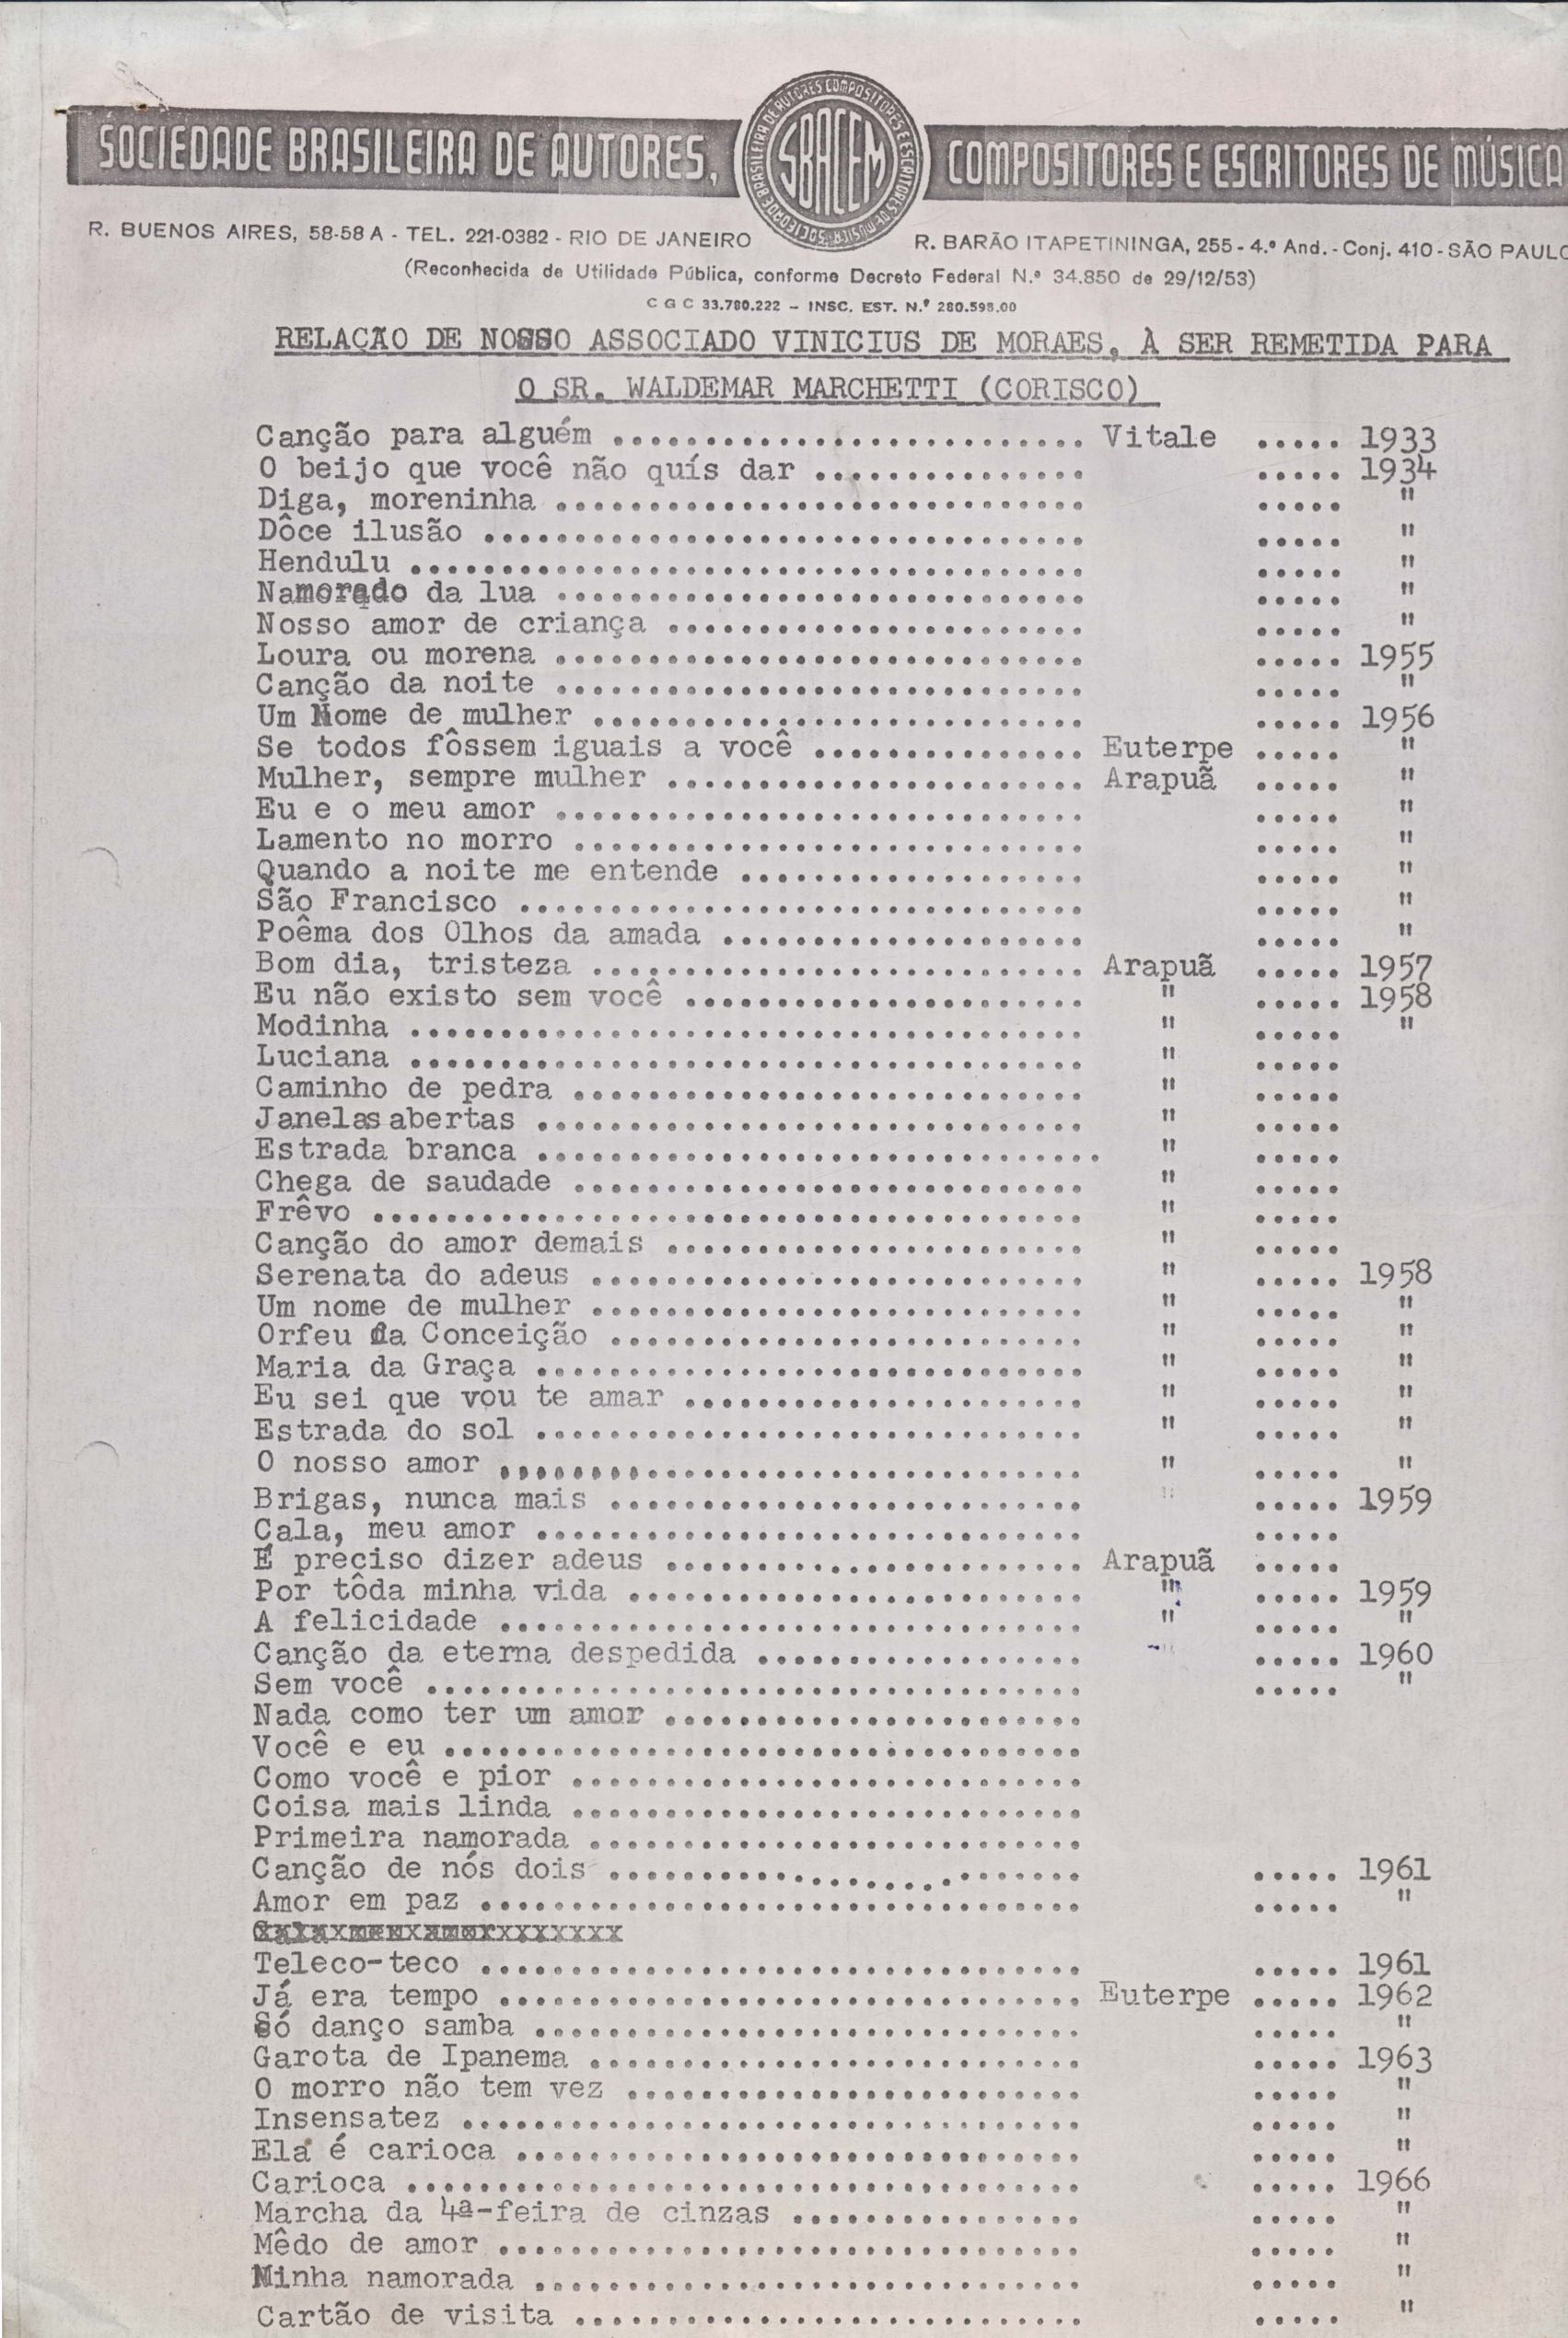 SOCIEDADE BRASILEIRA DE AUTORES, SBACEM COMPOSITORES E ESCRITORES DE MÚSICA
SOCIEDADE BRASILEIRA DE AUTORES COMPOSITORES E ESCRITORES DE MÚSICA
R. BUENOS AIRES, 58-58 A - TEL. 221-0382 - RIO DE JANEIRO R. BARÃO ITAPETININGA, 255 - 4.º And. - Conj. 410 - SÃO PAULO
(Reconhecida de Utilidade Pública, conforme Decreto Federal N.º 34.850 de 29/12/53)
C G C 33.780.222 - INSC. EST. N.º 280.598.00
RELAÇÃO DE NOSSO ASSOCIADO VINICIUS DE MORAES, À SER REMETIDA PARA
O SR. WALDEMAR MARCHETTI (CORISCO)
Canção para alguém .......................... Vitale ..... 1933
O beijo que você não quís dar ............... ..... 1934
Diga, moreninha ............................. ..... "
Dôce ilusão ................................. ..... "
Hendulu ..................................... ..... "
Namorado da lua ............................. ..... "
Nosso amor de criança ....................... ..... "
Loura ou morena ............................. ..... 1955
Canção da noite ............................. ..... "
Um Nome de mulher ........................... ..... 1956
Se todos fôssem iguais a você ............... Euterpe ..... "
Mulher, sempre mulher ....................... Arapuã ..... "
Eu e o meu amor ............................. ..... "
Lamento no morro ............................ ..... "
Quando a noite me entende ................... ..... "
São Francisco ............................... ..... "
Poêma dos Olhos da amada .................... ..... "
Bom dia, tristeza ........................... Arapuã ..... 1957
Eu não existo sem você ...................... " ..... 1958
Modinha ..................................... " ..... "
Luciana ..................................... " .....
Caminho de pedra ............................ " .....
Janelas abertas .............................. " .....
Estrada branca ............................... " .....
Chega de saudade ............................ " .....
Frêvo ....................................... " .....
Canção do amor demais ....................... " .....
Serenata do adeus ........................... " ..... 1958
Um nome de mulher ........................... " ..... "
Orfeu da Conceição .......................... " ..... "
Maria da Graça .............................. " ..... "
Eu sei que vou te amar ...................... " ..... "
Estrada do sol .............................. " ..... "
O nosso amor ................................ " ..... "
Brigas, nunca mais .......................... " ..... 1959
Cala, meu amor .............................. .....
É preciso dizer adeus ....................... Arapuã .....
Por tôda minha vida ......................... " ..... 1959
A felicidade ................................ " ..... "
Canção da eterna despedida .................. " ..... 1960
Sem você .................................... ..... "
Nada como ter um amor .......................
Você e eu ...................................
Como você e pior ............................
Coisa mais linda ............................
Primeira namorada ...........................
Canção de nós dois .......................... ..... 1961
Amor em paz ................................. ..... "
Cala meu amor
Teleco-teco ................................. ..... 1961
Já era tempo ................................ Euterpe ..... 1962
Só danço samba .............................. ..... "
Garota de Ipanema ........................... ..... 1963
O morro não tem vez ......................... ..... "
Insensatez .................................. ..... "
Ela é carioca ............................... ..... "
Carioca ..................................... ..... 1966
Marcha da 4ª-feira de cinzas ................ ..... "
Mêdo de amor ................................ ..... "
Minha namorada .............................. ..... "
Cartão de visita ............................ ..... "